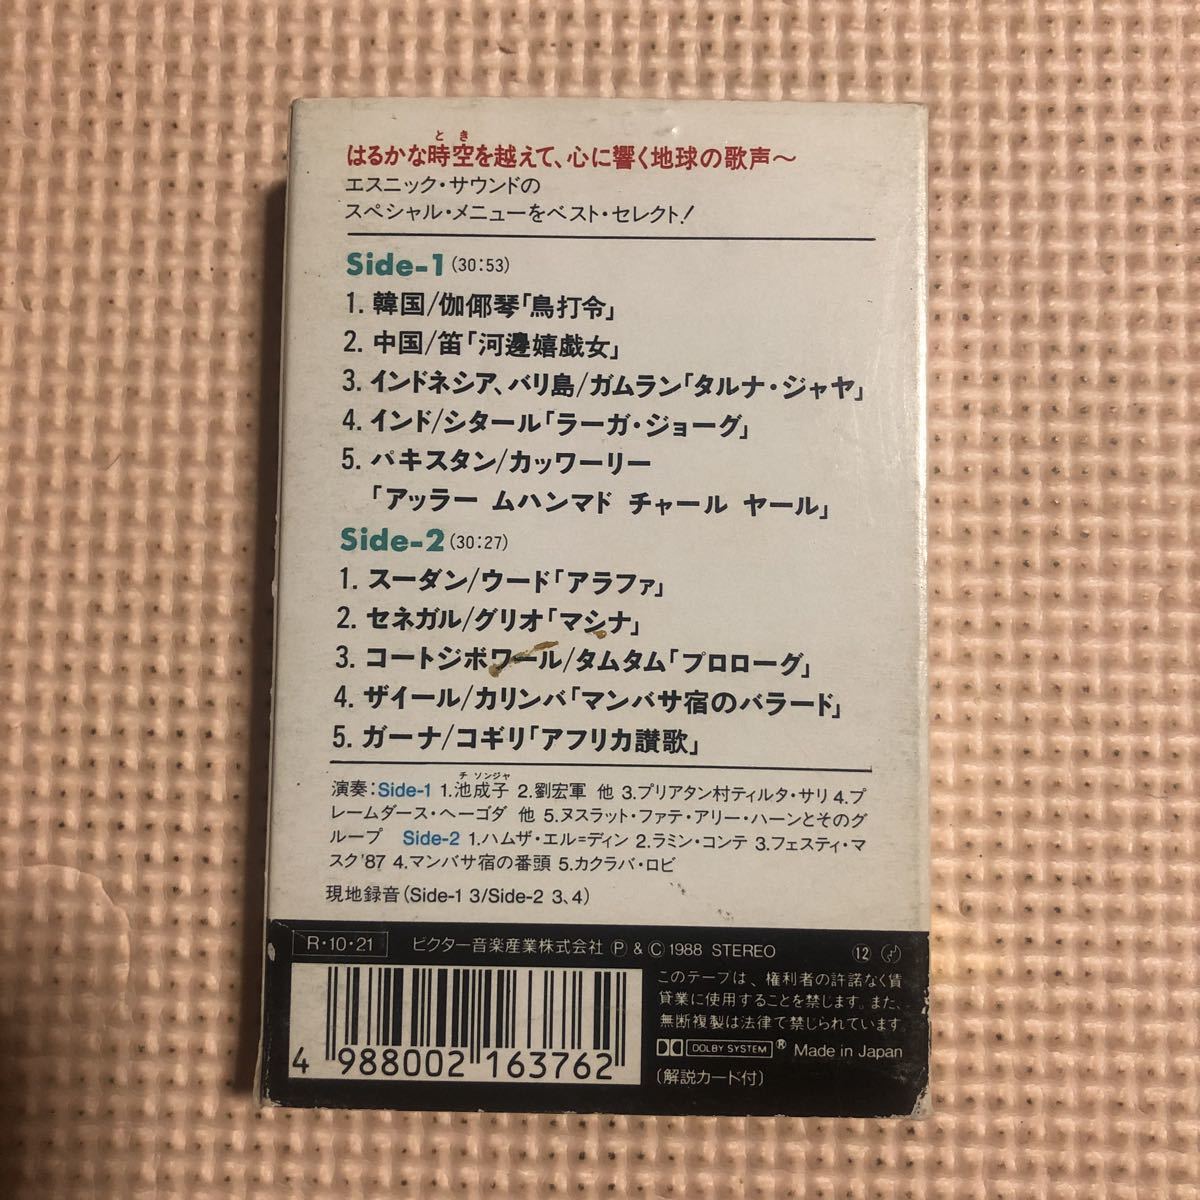 とき
はるかな時空を越えて、心に響く地球の歌声〜
エスニック・サウンドの
スペシャル・メニューをベスト・セレクト!
Side-1 (30:53)
1. 韓国/伽倻琴「鳥打令」
2. 中国/笛「河邊嬉戯女」
3. インドネシア、バリ島/ガムラン「タルナ・ジャヤ」
4. インド/シタール「ラーガ・ジョーグ」
5. パキスタン/カッワーリー
「アッラー ムハンマド チャール ヤール」
Side-2 (30:27)
1. スーダン/ウード「アラファ」
2. セネガル/グリオ「マシナ」
3. コートジボワール/タムタム「プロローグ」
4. ザイール/カリンバ「マンバサ宿のバラード」
5. ガーナ/コギリ「アフリカ讃歌」
チ ソンジャ
演奏:Side-1 1.池成子 2.劉宏軍 他 3.プリアタン村ティルタ・サリ 4.プ
レームダース・ヘーゴダ 他 5.ヌスラット・ファテ・アリー・ハーンとそのグ
ループ Side-2 1.ハムザ・エル=ディン 2.ラミン・コンテ 3.フェスティ・マ
スク'87 4.マンバサ宿の番頭 5.カクラバ・ロビ
現地録音(Side-1 3/Side-2 3、4)
R・10・21 ビクター音楽産業株式会社 Ⓟ & Ⓒ 1988 STEREO ⑫
このテープは、権利者の許諾なく賃
貸業に使用することを禁じます。また、
無断複製は法律で禁じられています
DOLBY SYSTEM ® Made in Japan
(解説カード付)
4 988002 163762